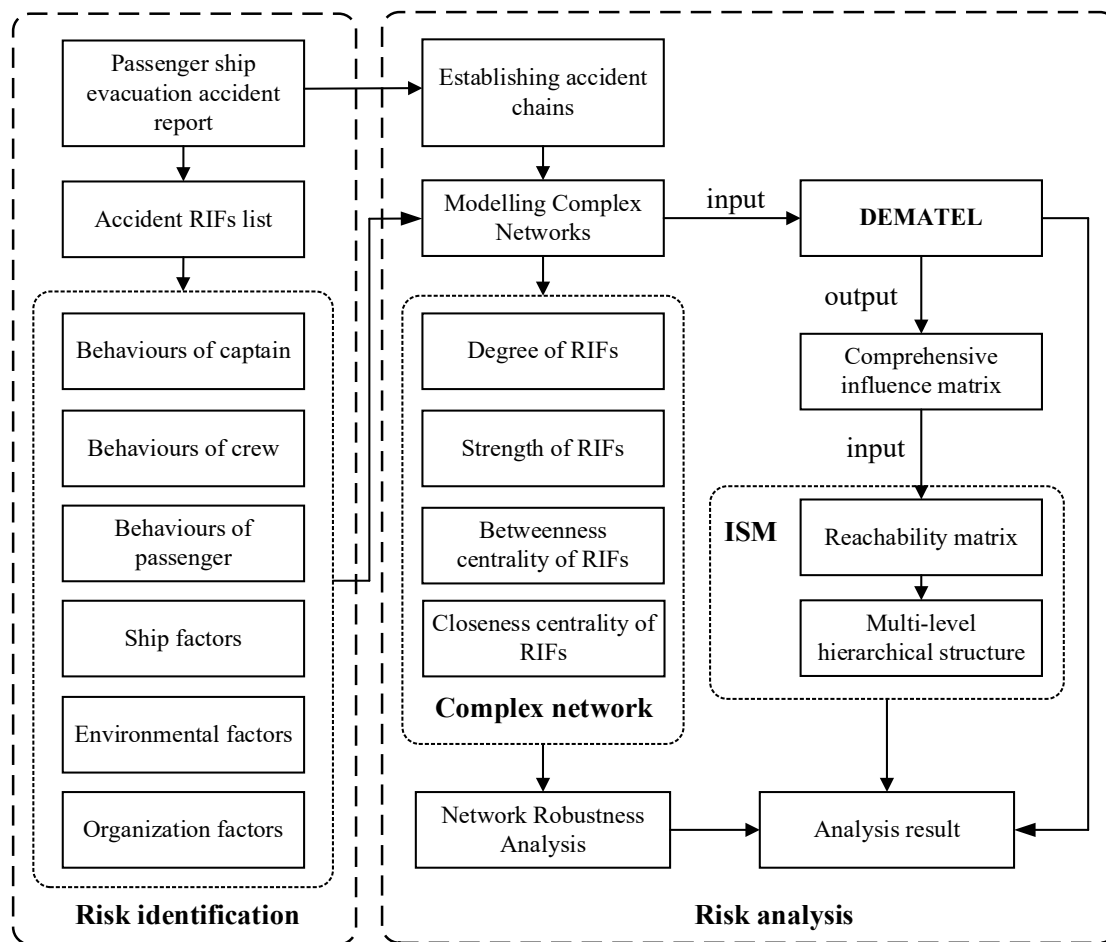 Passenger ship
evacuation accident
report
Accident RIFs list
Behaviours of captain
Behaviours of crew
Behaviours of
passenger
Ship factors
Environmental factors
Organization factors
Risk identification
Establishing accident
chains
Modelling Complex
Networks
input
DEMATEL
output
Comprehensive
influence matrix
input
ISM
Reachability matrix
Multi-level
hierarchical structure
Degree of RIFs
Strength of RIFs
Betweenness
centrality of RIFs
Closeness centrality of
RIFs
Complex network
Network Robustness
Analysis
Analysis result
Risk analysis